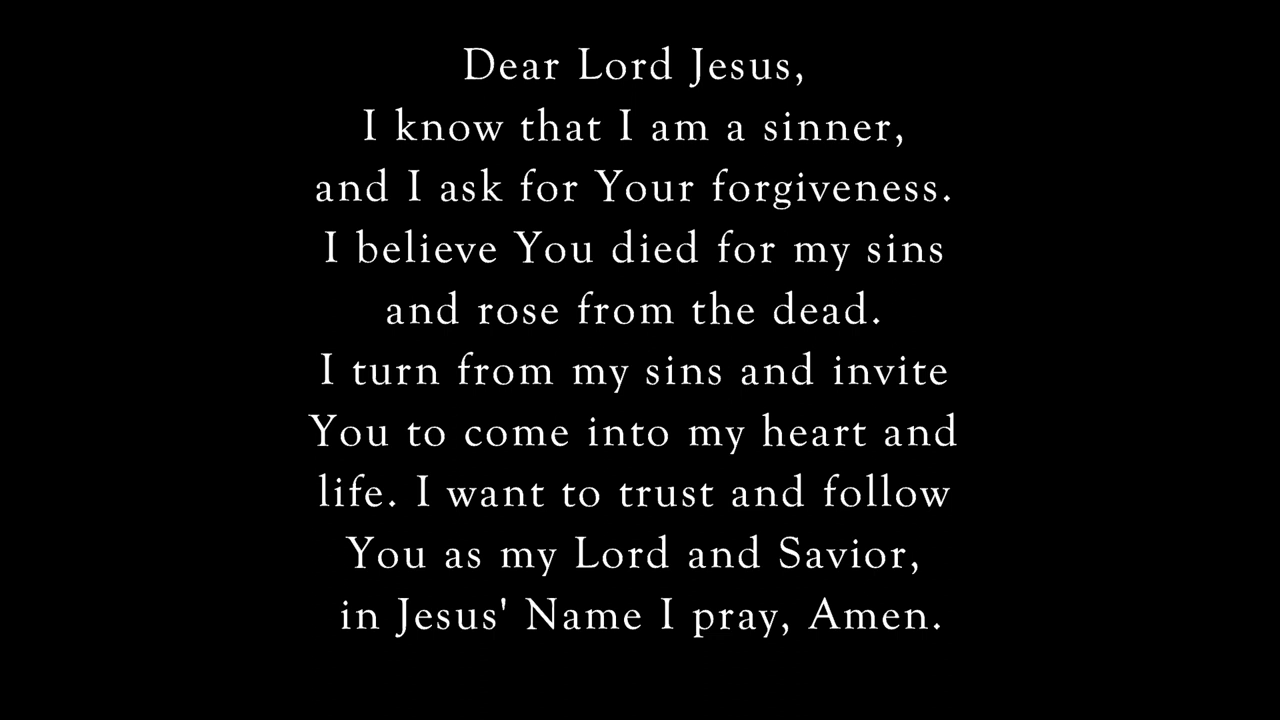 Dear Lord Jesus,
I know that I am a sinner,
and I ask for Your forgiveness.
I believe You died for my sins
and rose from the dead.
I turn from my sins and invite
You to come into my heart and
life. I want to trust and follow
You as my Lord and Savior,
in Jesus' Name I pray, Amen.